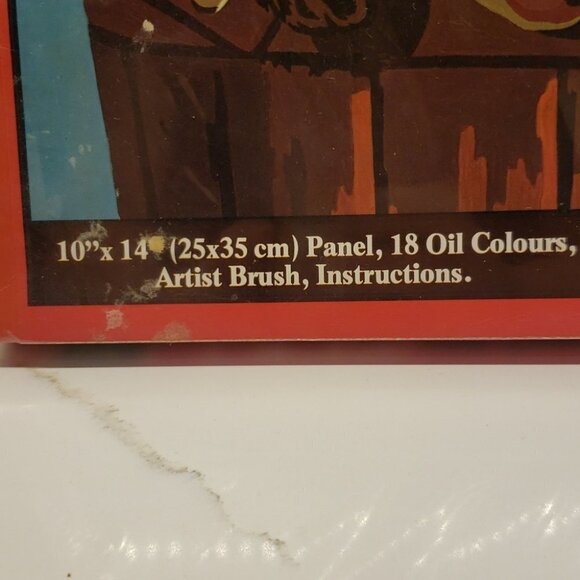 10”x 14” (25x35 cm) Panel, 18 Oil Colours,
Artist Brush, Instructions.